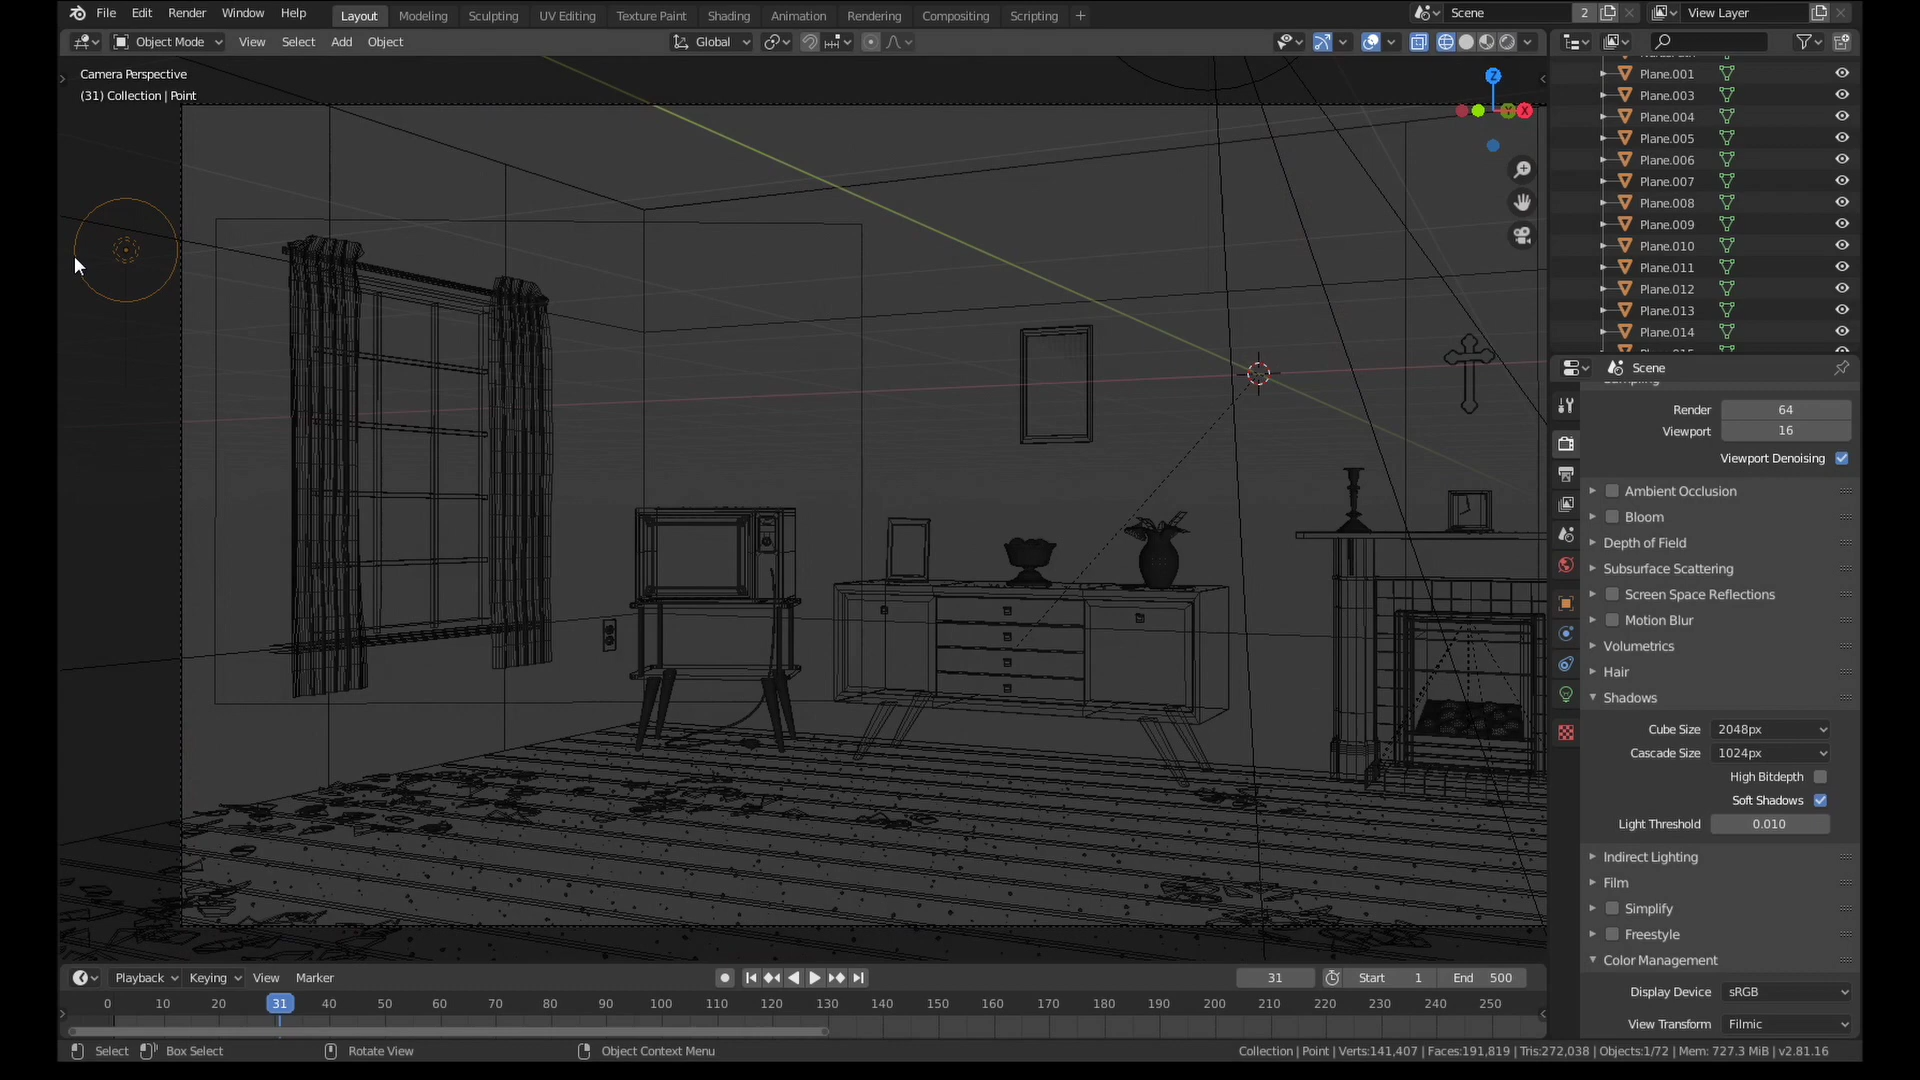 File Edit Render Window Help
Layout Modeling Sculpting UV Editing Texture Paint Shading Animation Rendering Compositing Scripting +
Scene 2
View Layer
Object Mode View Select Add Object
Global
Camera Perspective
(31) Collection | Point
Z
Y
X
Plane.001
Plane.003
Plane.004
Plane.005
Plane.006
Plane.007
Plane.008
Plane.009
Plane.010
Plane.011
Plane.012
Plane.013
Plane.014
Scene
Sampling
Render 64
Viewport 16
Viewport Denoising
Ambient Occlusion
Bloom
Depth of Field
Subsurface Scattering
Screen Space Reflections
Motion Blur
Volumetrics
Hair
Shadows
Cube Size 2048px
Cascade Size 1024px
High Bitdepth
Soft Shadows
Light Threshold 0.010
Indirect Lighting
Film
Simplify
Freestyle
Color Management
Display Device sRGB
View Transform Filmic
Playback Keying View Marker
31
Start 1
End 500
0 10 20 31 40 50 60 70 80 90 100 110 120 130 140 150 160 170 180 190 200 210 220 230 240 250
Select Box Select Rotate View Object Context Menu
Collection | Point | Verts:141,407 | Faces:191,819 | Tris:272,038 | Objects:1/72 | Mem: 727.3 MiB | v2.81.16